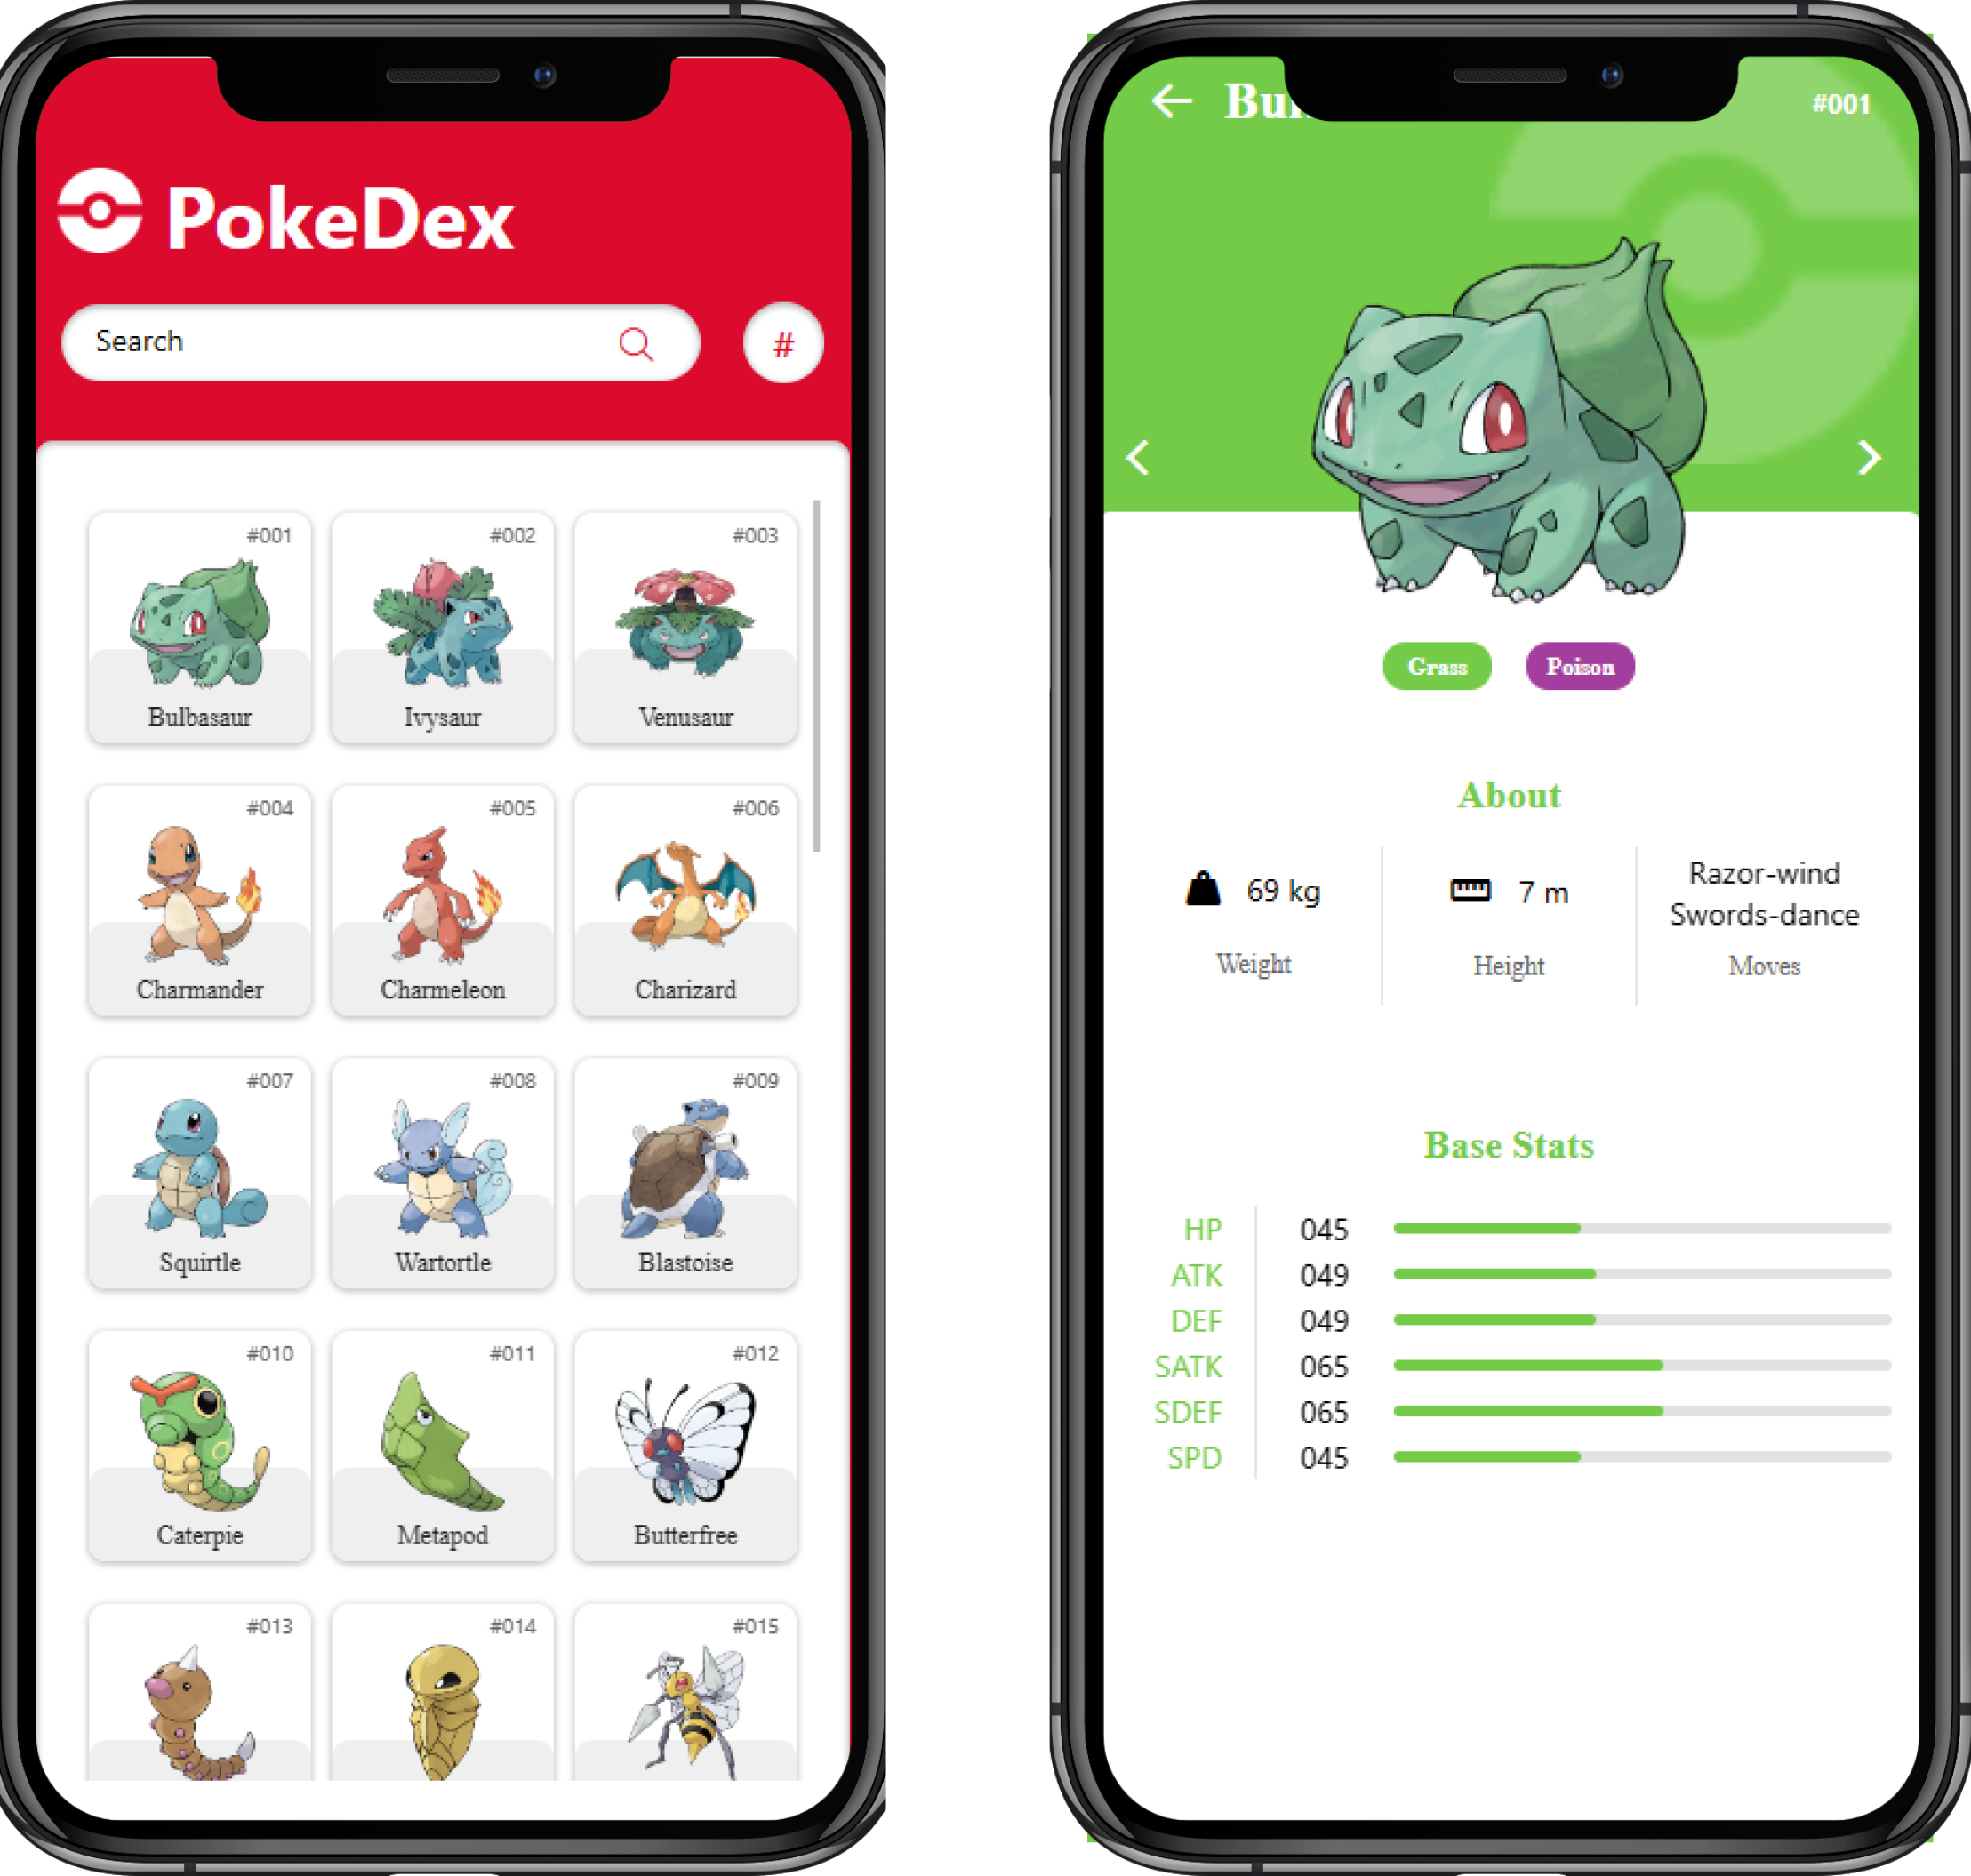 PokeDex
Search
#
#001
#002
#003
Bulbasaur
Ivysaur
Venusaur
#004
#005
#006
Charmander
Charmeleon
Charizard
#007
#008
#009
Squirtle
Wartortle
Blastoise
#010
#011
#012
Caterpie
Metapod
Butterfree
#013
#014
#015
#001
Grass
Poison
About
69 kg
7 m
Razor-wind
Swords-dance
Weight
Height
Moves
Base Stats
HP 045
ATK 049
DEF 049
SATK 065
SDEF 065
SPD 045